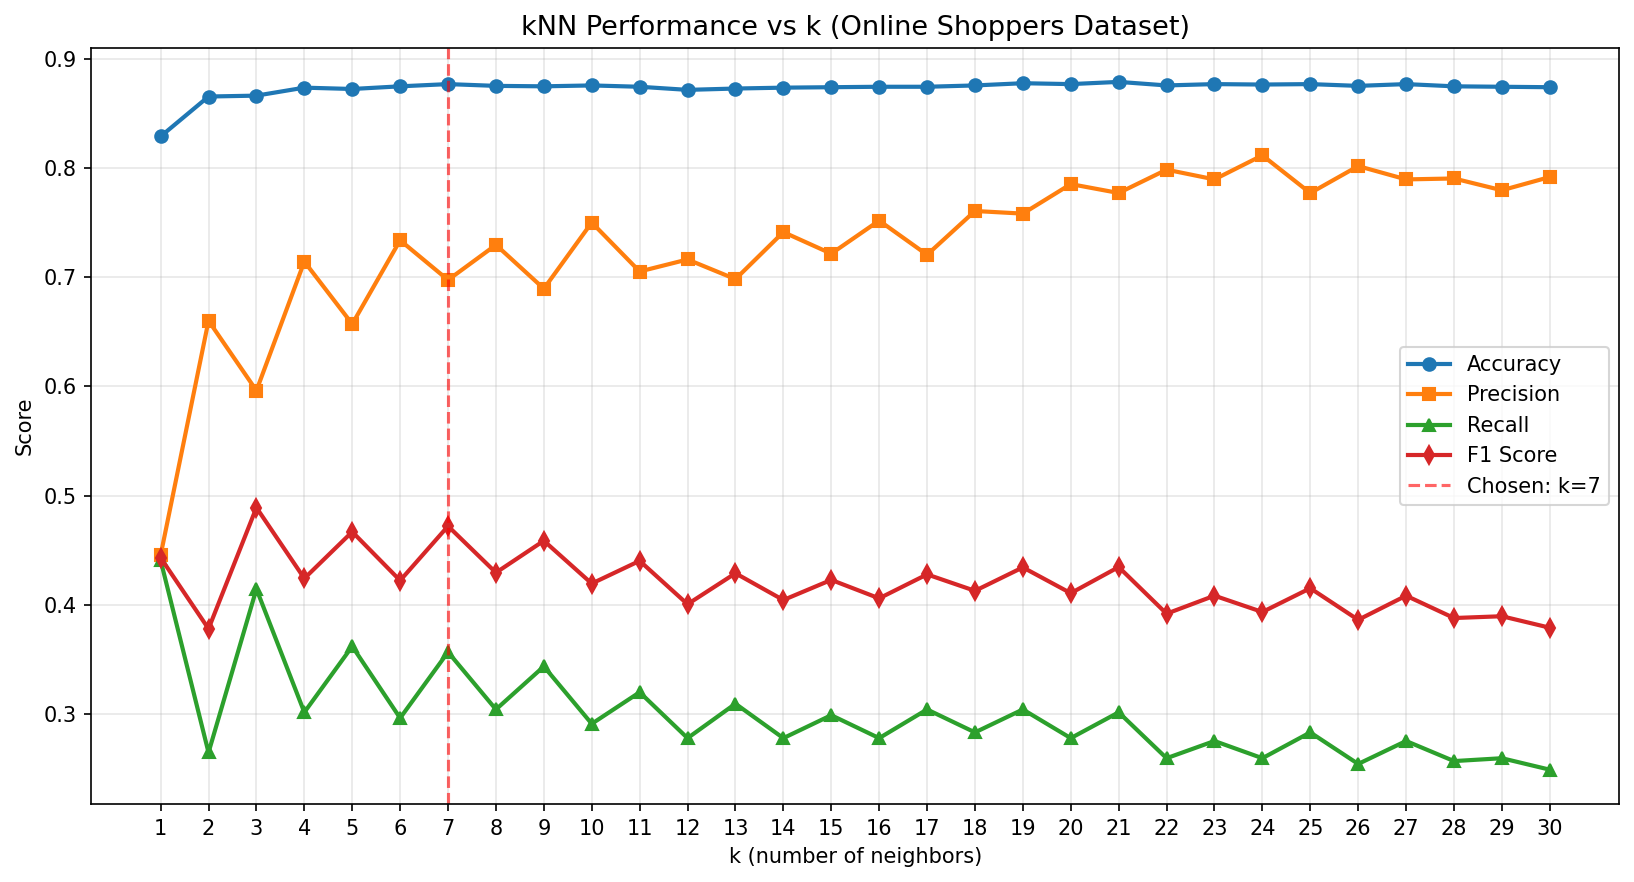 kNN Performance vs k (Online Shoppers Dataset)
0.9
0.8
0.7
0.6
0.5
0.4
0.3
Score
Accuracy
Precision
Recall
F1 Score
Chosen: k=7
1 2 3 4 5 6 7 8 9 10 11 12 13 14 15 16 17 18 19 20 21 22 23 24 25 26 27 28 29 30
k (number of neighbors)